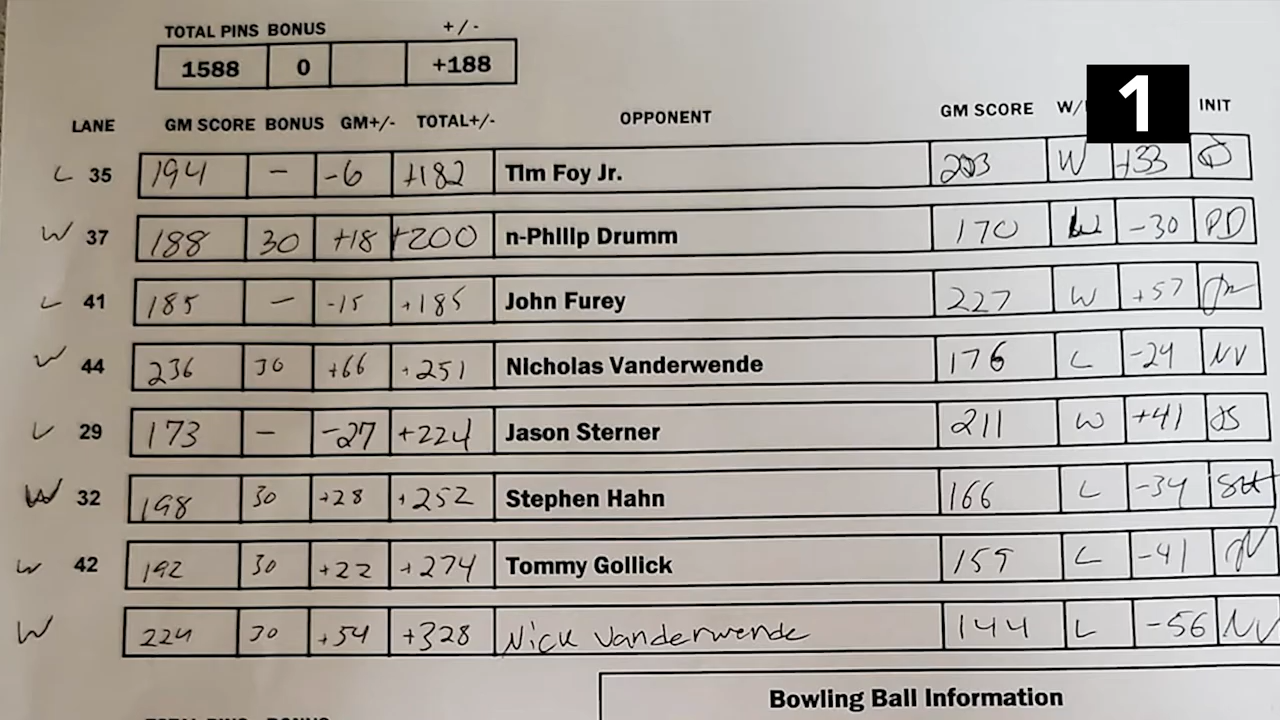 TOTAL PINS BONUS +/-
1588 0 +188
1
LANE GM SCORE BONUS GM+/- TOTAL+/- OPPONENT GM SCORE W/ INIT
L 35 194 - -6 +182 Tim Foy Jr. 203 W +33
W 37 188 30 +18 +200 n-Philip Drumm 170 L -30 PD
L 41 185 - -15 +185 John Furey 227 W +57
W 44 236 30 +66 +251 Nicholas Vanderwende 176 L -24 NV
L 29 173 - -27 +224 Jason Sterner 211 W +41 JS
W 32 198 30 +28 +252 Stephen Hahn 166 L -34 SH
W 42 192 30 +22 +274 Tommy Gollick 159 L -41
W 224 30 +54 +328 Nick Vanderwende 144 L -56 NV
Bowling Ball Information
TOTAL PINS BONUS